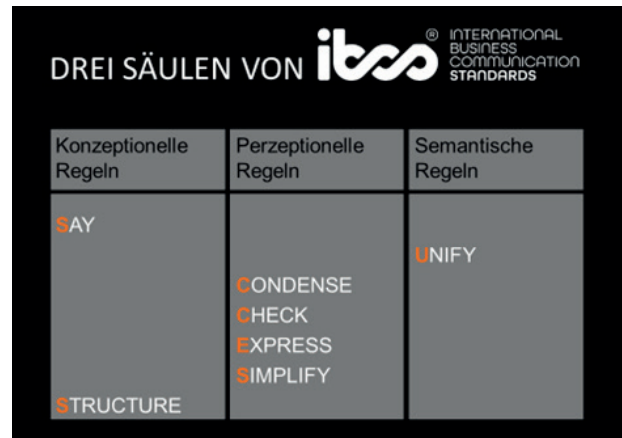 DREI SÄULEN VON ibcs® INTERNATIONAL
BUSINESS
COMMUNICATION
STANDARDS
Konzeptionelle
Regeln
Perzeptionelle
Regeln
Semantische
Regeln
SAY
STRUCTURE
CONDENSE
CHECK
EXPRESS
SIMPLIFY
UNIFY